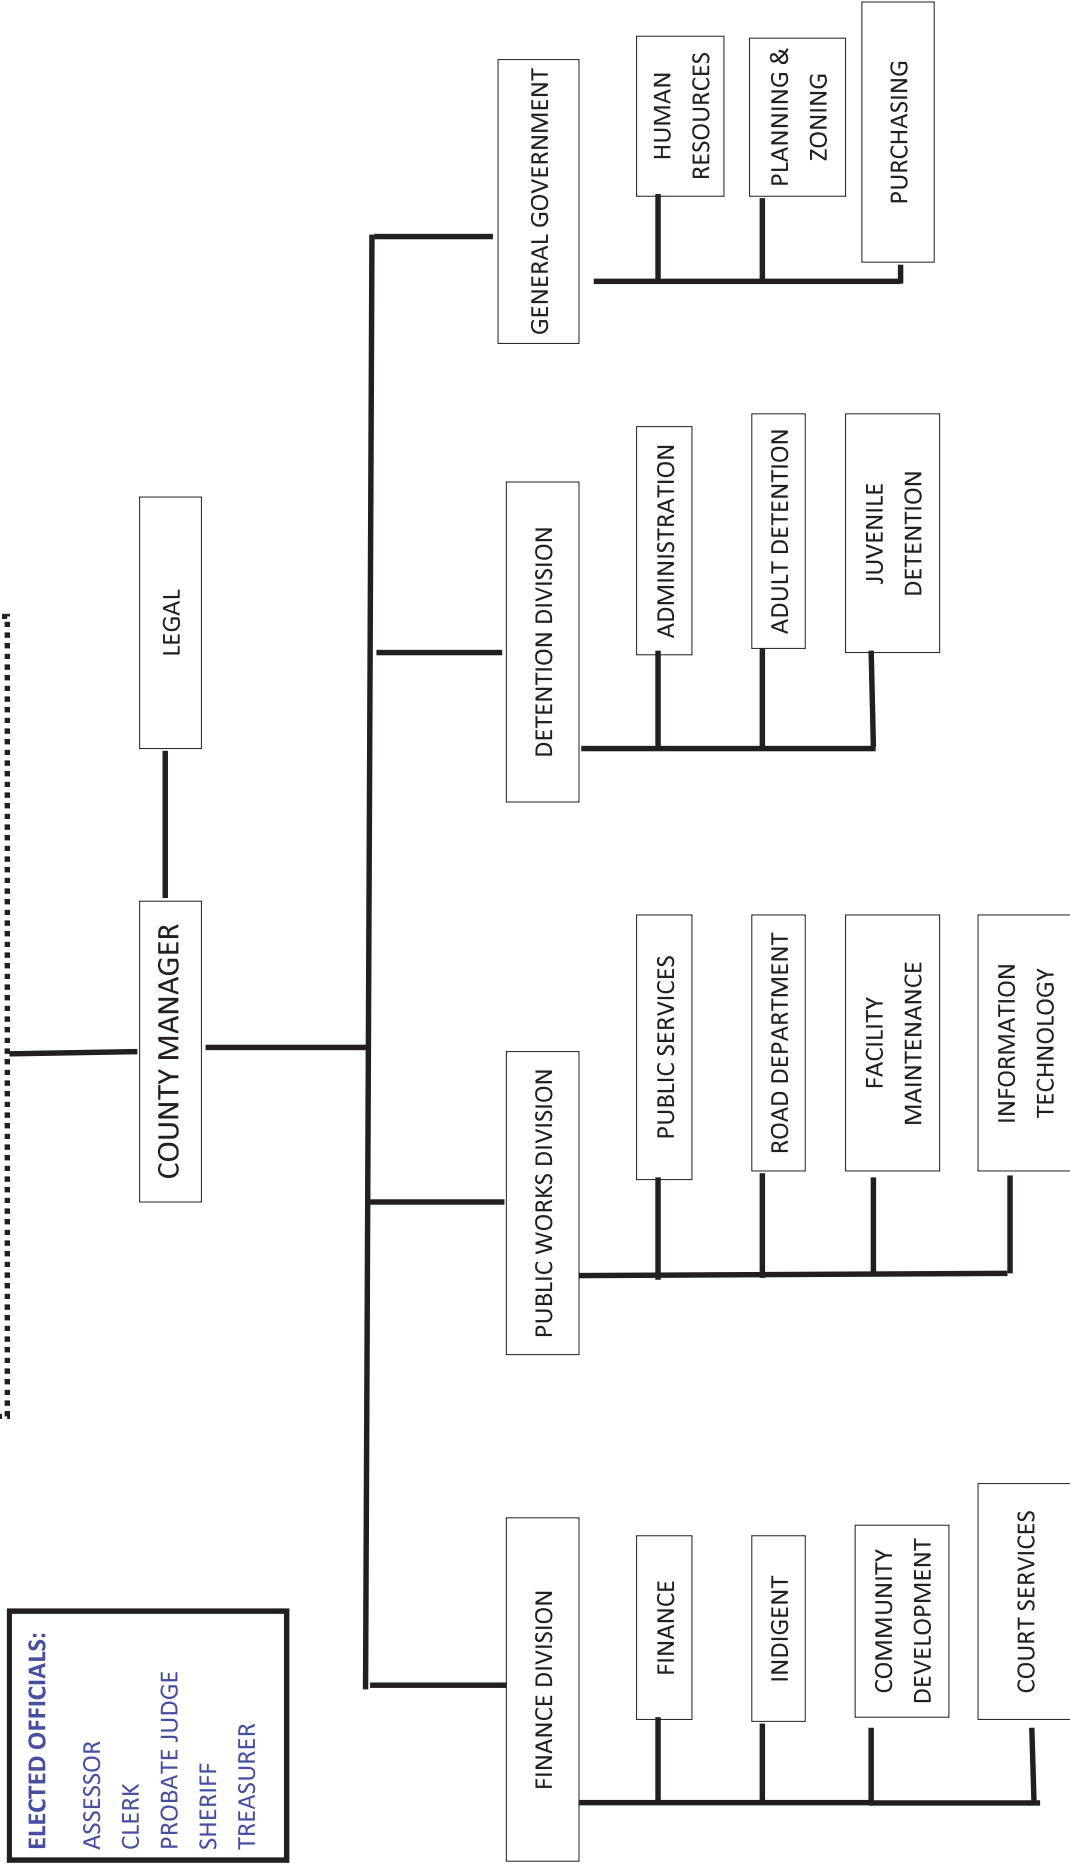 ELECTED OFFICIALS:
ASSESSOR
CLERK
PROBATE JUDGE
SHERIFF
TREASURER
COUNTY MANAGER
LEGAL
FINANCE DIVISION
FINANCE
INDIGENT
COMMUNITY
DEVELOPMENT
COURT SERVICES
PUBLIC WORKS DIVISION
PUBLIC SERVICES
ROAD DEPARTMENT
FACILITY
MAINTENANCE
INFORMATION
TECHNOLOGY
DETENTION DIVISION
ADMINISTRATION
ADULT DETENTION
JUVENILE
DETENTION
GENERAL GOVERNMENT
HUMAN
RESOURCES
PLANNING &
ZONING
PURCHASING